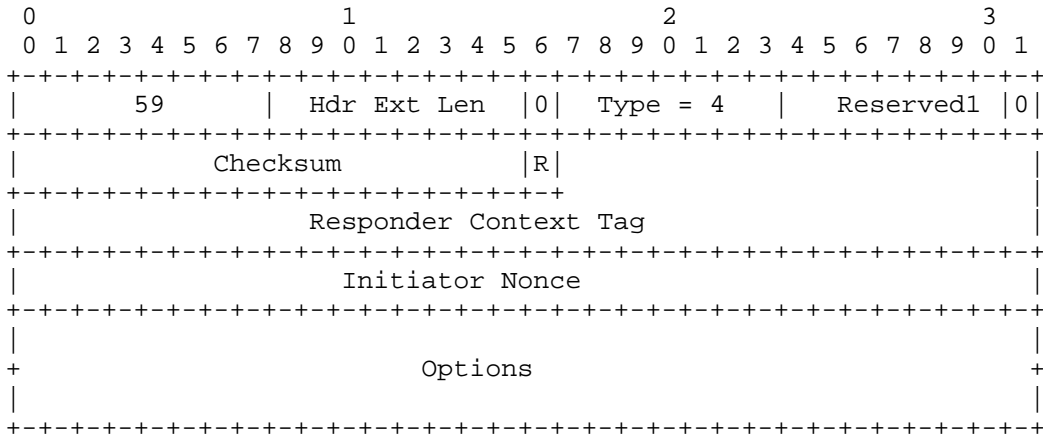 0                   1                   2                   3
 0 1 2 3 4 5 6 7 8 9 0 1 2 3 4 5 6 7 8 9 0 1 2 3 4 5 6 7 8 9 0 1
+-+-+-+-+-+-+-+-+-+-+-+-+-+-+-+-+-+-+-+-+-+-+-+-+-+-+-+-+-+-+-+-+
|       59      |  Hdr Ext Len  |0|  Type = 4   |   Reserved1 |0|
+-+-+-+-+-+-+-+-+-+-+-+-+-+-+-+-+-+-+-+-+-+-+-+-+-+-+-+-+-+-+-+-+
|            Checksum           |R|                             |
+-+-+-+-+-+-+-+-+-+-+-+-+-+-+-+-+-+                             |
|                  Responder Context Tag                        |
+-+-+-+-+-+-+-+-+-+-+-+-+-+-+-+-+-+-+-+-+-+-+-+-+-+-+-+-+-+-+-+-+
|                    Initiator Nonce                            |
+-+-+-+-+-+-+-+-+-+-+-+-+-+-+-+-+-+-+-+-+-+-+-+-+-+-+-+-+-+-+-+-+
|                                                               |
+                         Options                               +
|                                                               |
+-+-+-+-+-+-+-+-+-+-+-+-+-+-+-+-+-+-+-+-+-+-+-+-+-+-+-+-+-+-+-+-+